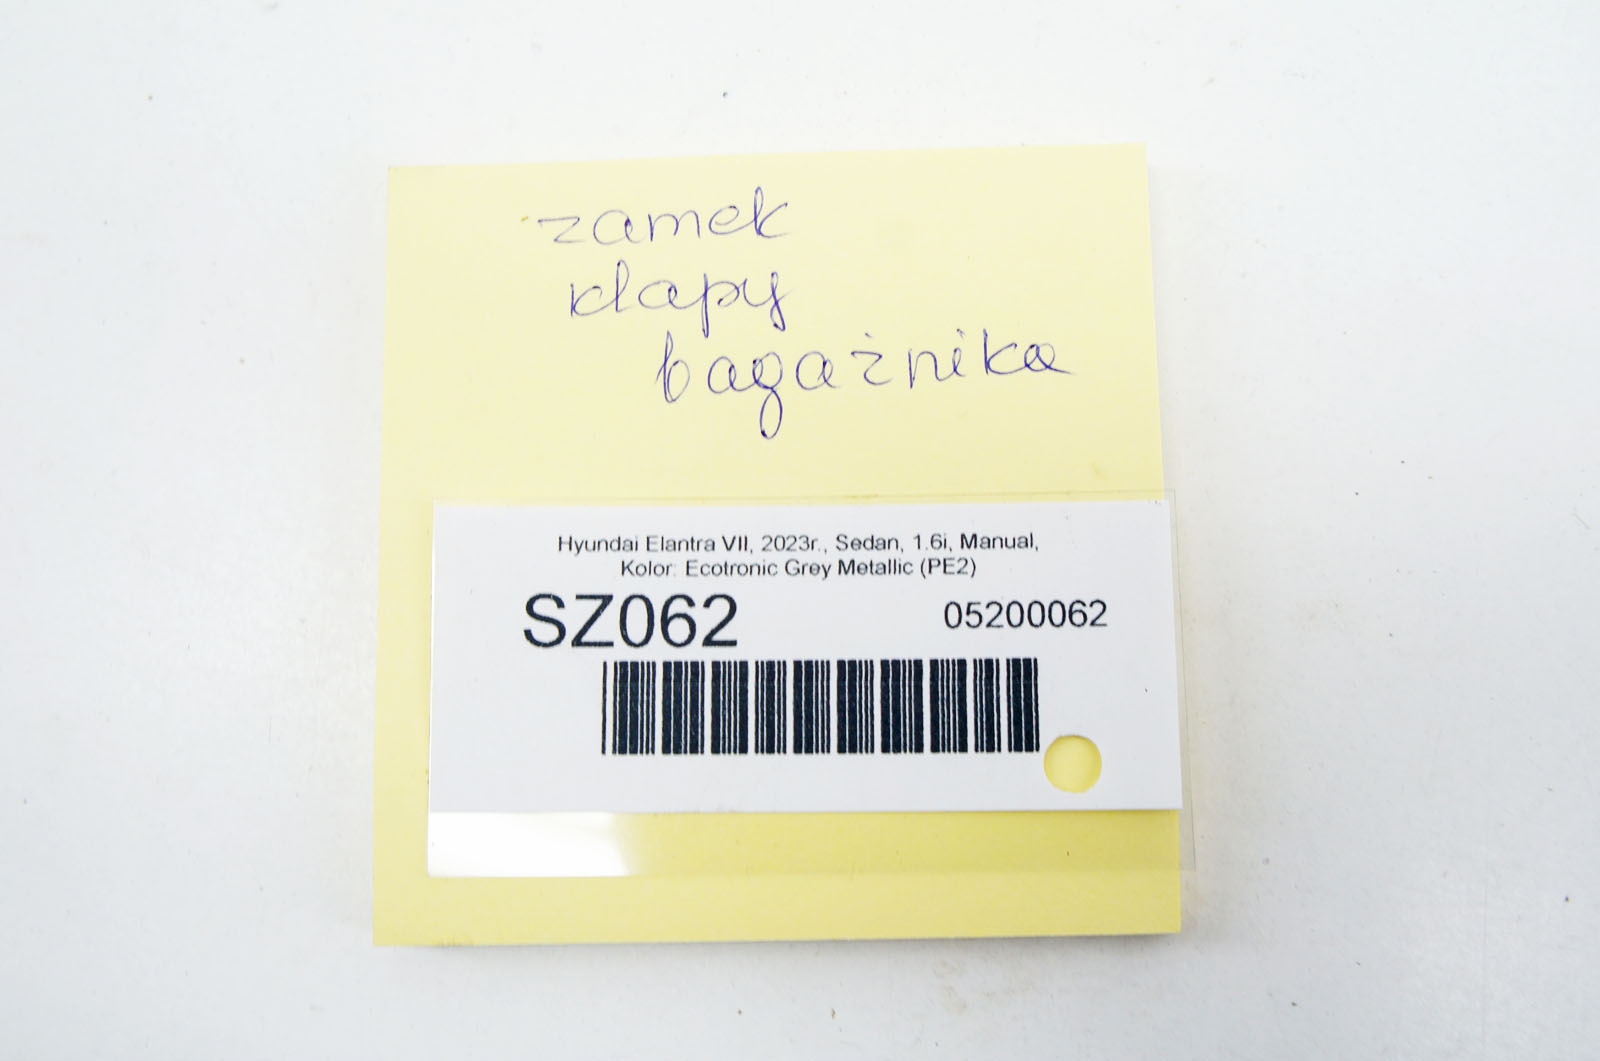 zamek
klapy
bagażnika
Hyundai Elantra VII, 2023r., Sedan, 1.6i, Manual,
Kolor: Ecotronic Grey Metallic (PE2)
SZ062 05200062